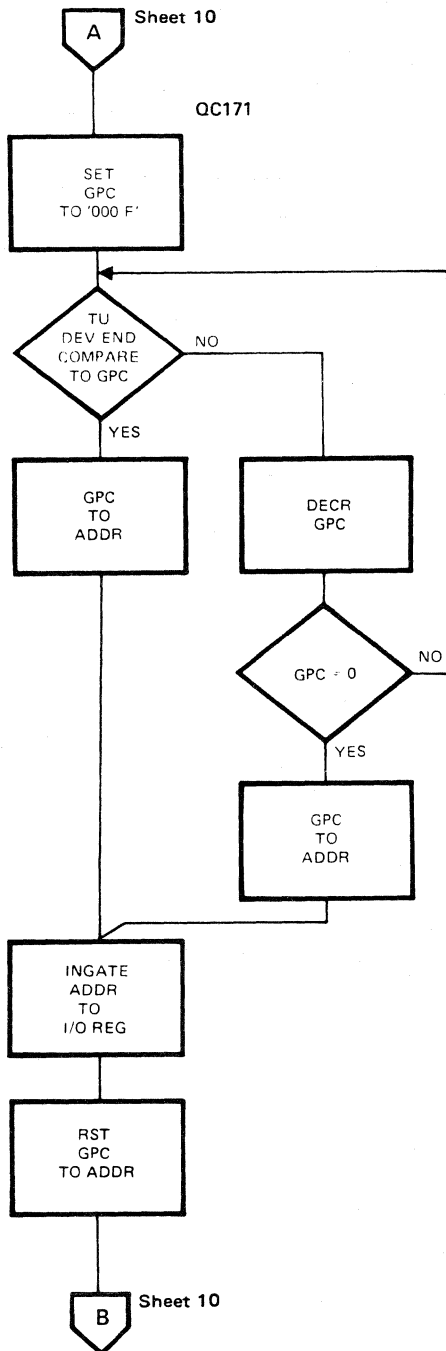 Sheet 10
A
QC171
SET
GPC
TO '000 F'
TU
DEV END
COMPARE
TO GPC
NO
YES
GPC
TO
ADDR
DECR
GPC
GPC = 0
NO
YES
GPC
TO
ADDR
INGATE
ADDR
TO
I/O REG
RST
GPC
TO ADDR
Sheet 10
B